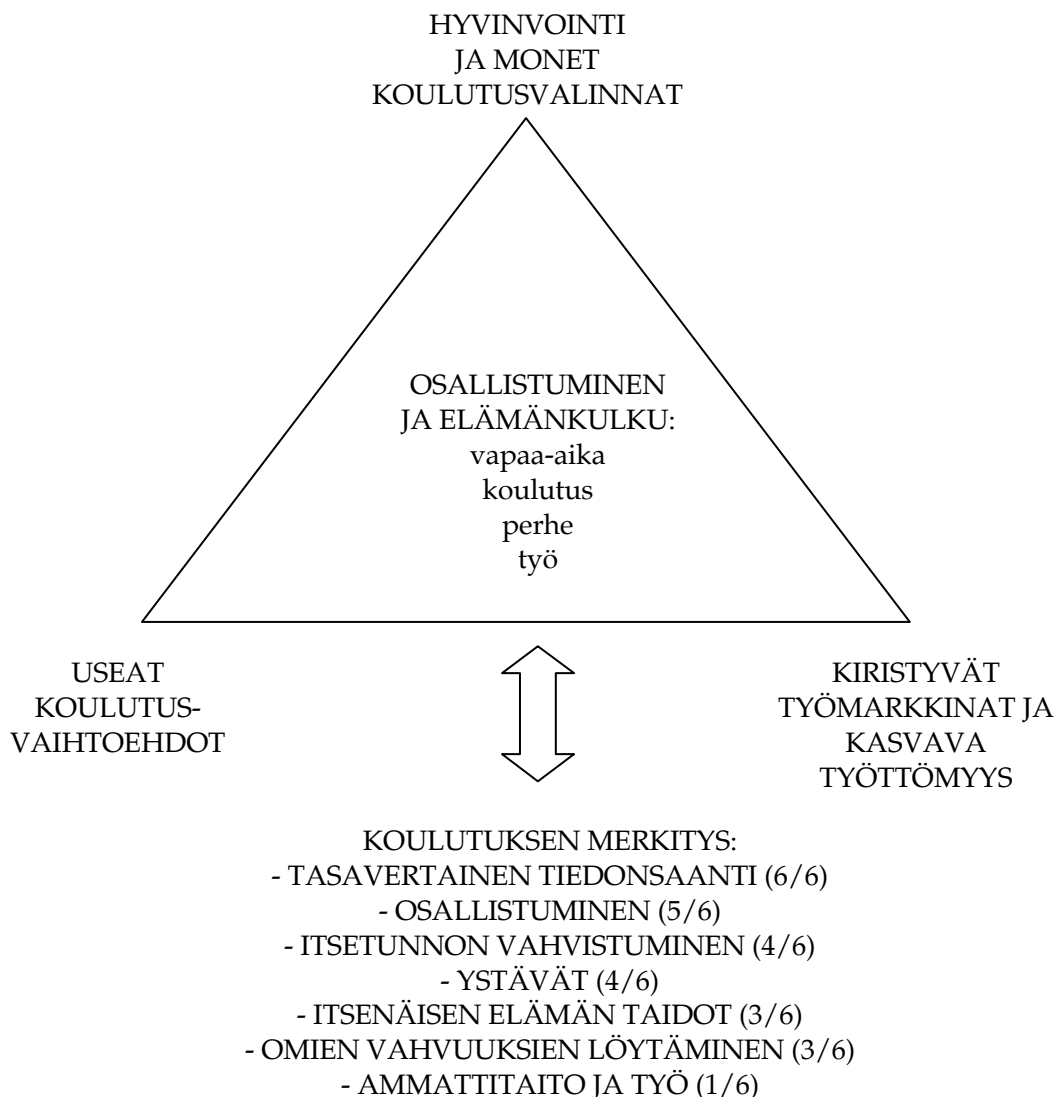 HYVINVOINTI
JA MONET
KOULUTUSVALINNAT
OSALLISTUMINEN
JA ELÄMÄNKULKU:
vapaa-aika
koulutus
perhe
työ
USEAT
KOULUTUS-
VAIHTOEHDOT
KIRISTYVÄT
TYÖMARKKINAT JA
KASVAVA
TYÖTTÖMYYS
KOULUTUKSEN MERKITYS:
- TASAVERTAINEN TIEDONSAANTI (6/6)
- OSALLISTUMINEN (5/6)
- ITSETUNNON VAHVISTUMINEN (4/6)
- YSTÄVÄT (4/6)
- ITSENÄISEN ELÄMÄN TAIDOT (3/6)
- OMIEN VAHVUUKSIEN LÖYTÄMINEN (3/6)
- AMMATTITAITO JA TYÖ (1/6)